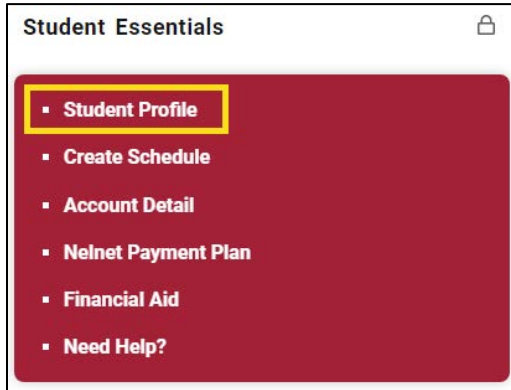 Student Essentials
Student Profile
Create Schedule
Account Detail
Nelnet Payment Plan
Financial Aid
Need Help?